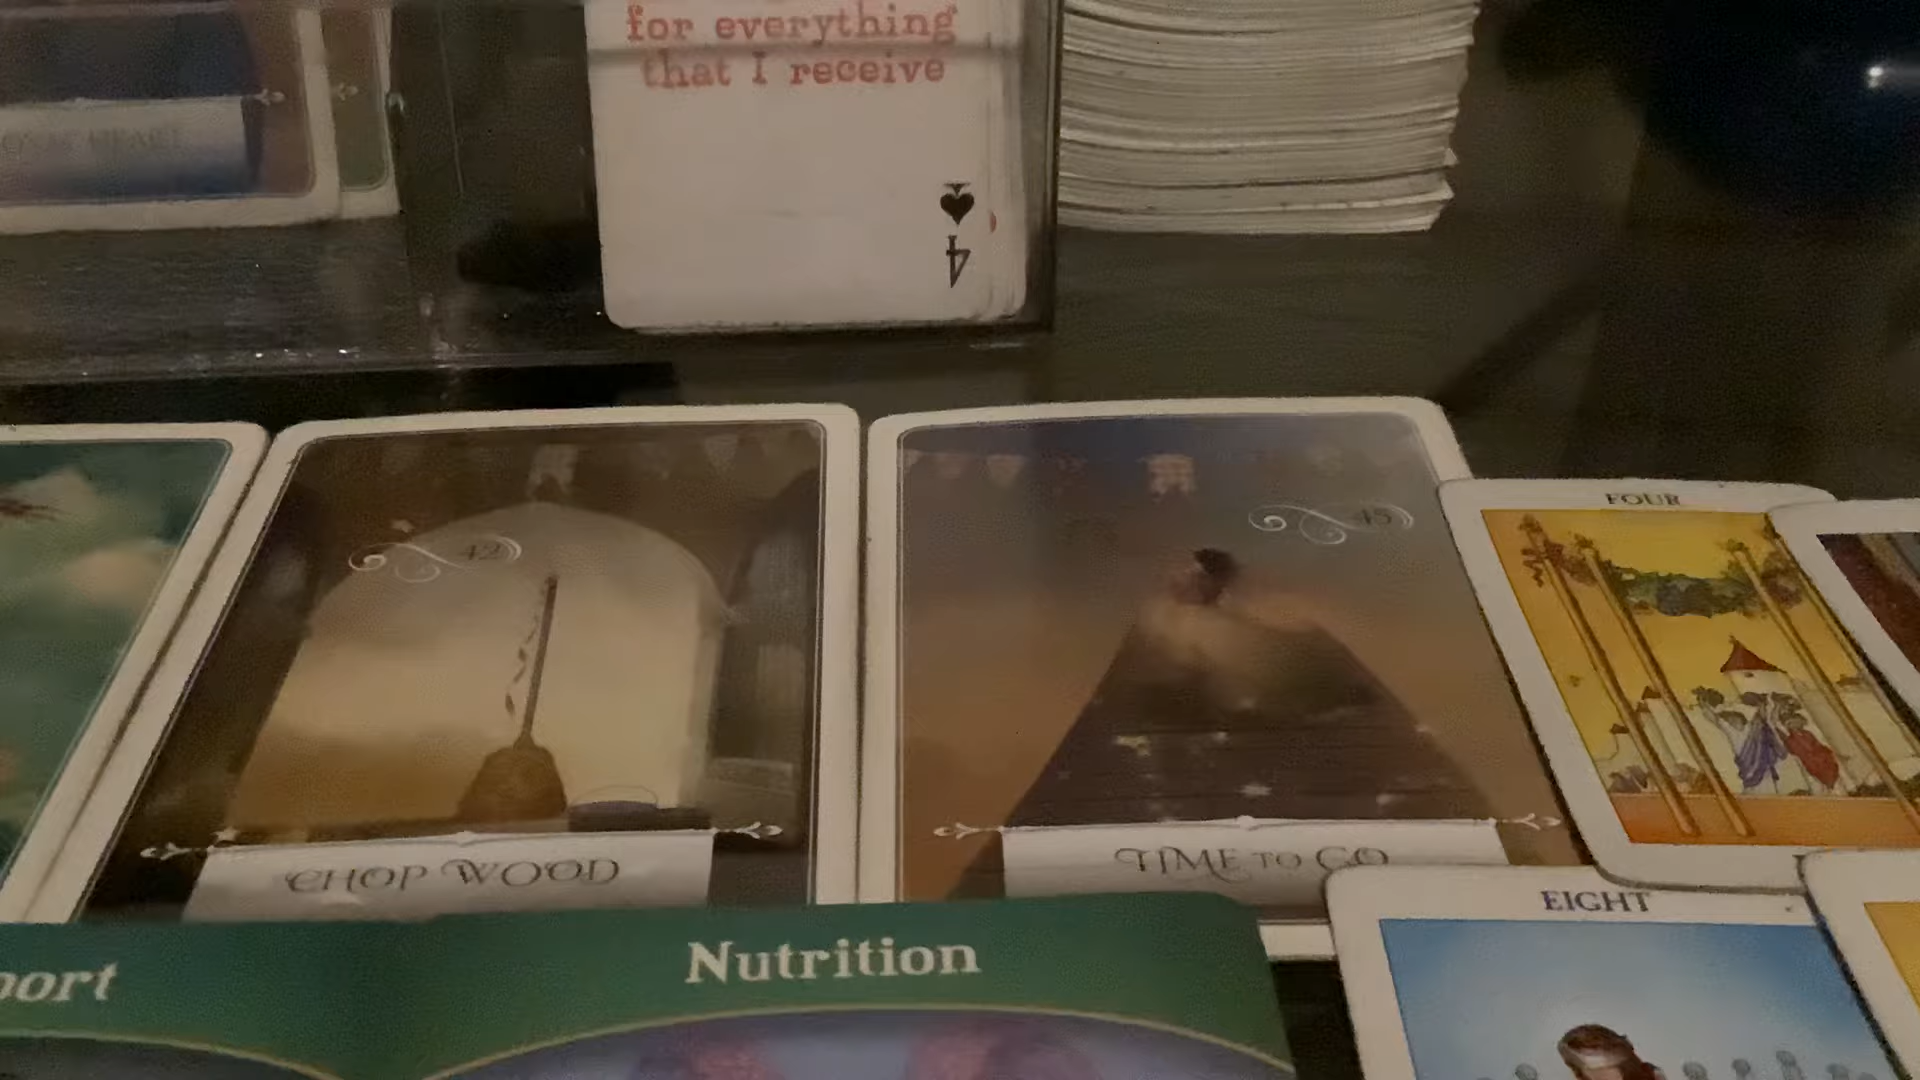 for everything
that I receive
4
42
45
FOUR
CHOP WOOD
TIME TO GO
EIGHT
port
Nutrition